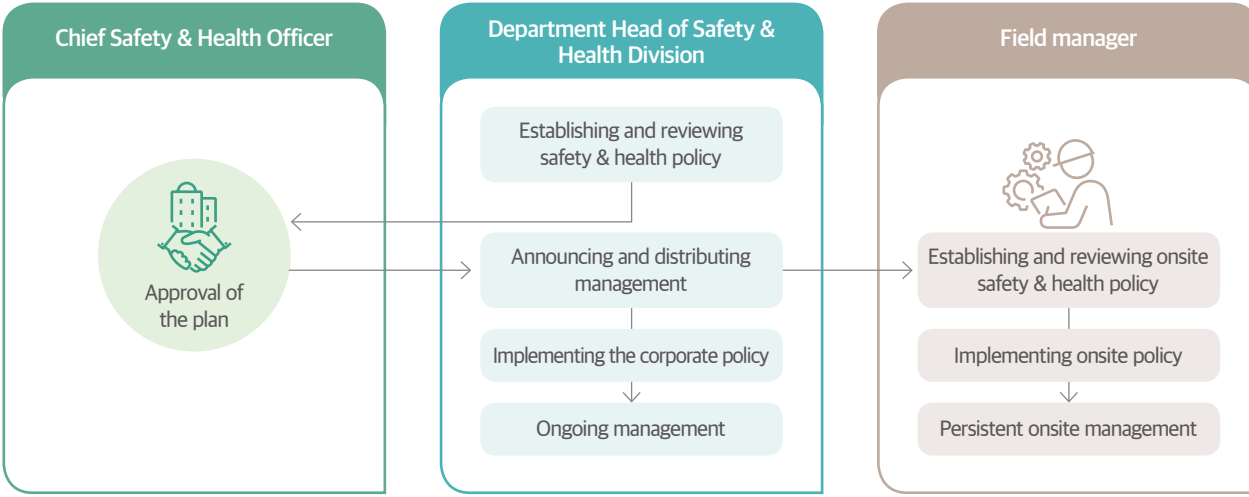 Chief Safety & Health Officer
Approval of
the plan
Department Head of Safety &
Health Division
Establishing and reviewing
safety & health policy
Announcing and distributing
management
Implementing the corporate policy
Ongoing management
Field manager
Establishing and reviewing onsite
safety & health policy
Implementing onsite policy
Persistent onsite management